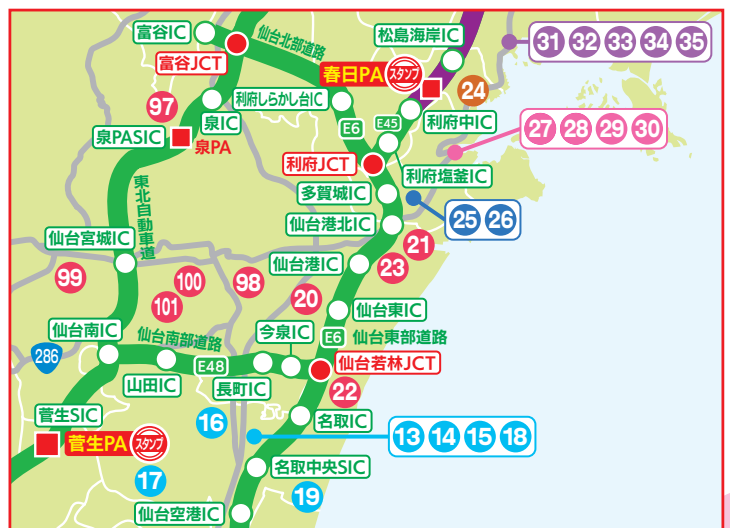 富谷IC
仙台北部道路
松島海岸IC
31 32 33 34 35
富谷JCT
春日PA
スタンプ
24
97
泉IC
利府しらかし台IC
利府中IC
27 28 29 30
泉PASIC
泉PA
E6
E45
利府JCT
利府塩釜IC
東北自動車道
多賀城IC
25 26
仙台港北IC
仙台宮城IC
21
99
100
98
仙台港IC
23
101
20
仙台東IC
仙台南IC
仙台南部道路
今泉IC
E6
仙台東部道路
286
E48
仙台若林JCT
山田IC
長町IC
22
菅生SIC
16
名取IC
菅生PA
スタンプ
13 14 15 18
17
名取中央SIC
19
仙台空港IC